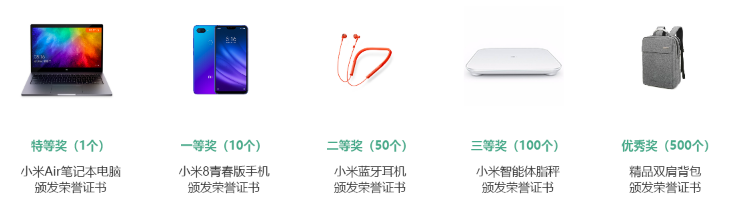 特等奖（1个）
小米Air笔记本电脑
颁发荣誉证书
一等奖（10个）
小米8青春版手机
颁发荣誉证书
二等奖（50个）
小米蓝牙耳机
颁发荣誉证书
三等奖（100个）
小米智能体脂秤
颁发荣誉证书
优秀奖（500个）
精品双肩背包
颁发荣誉证书